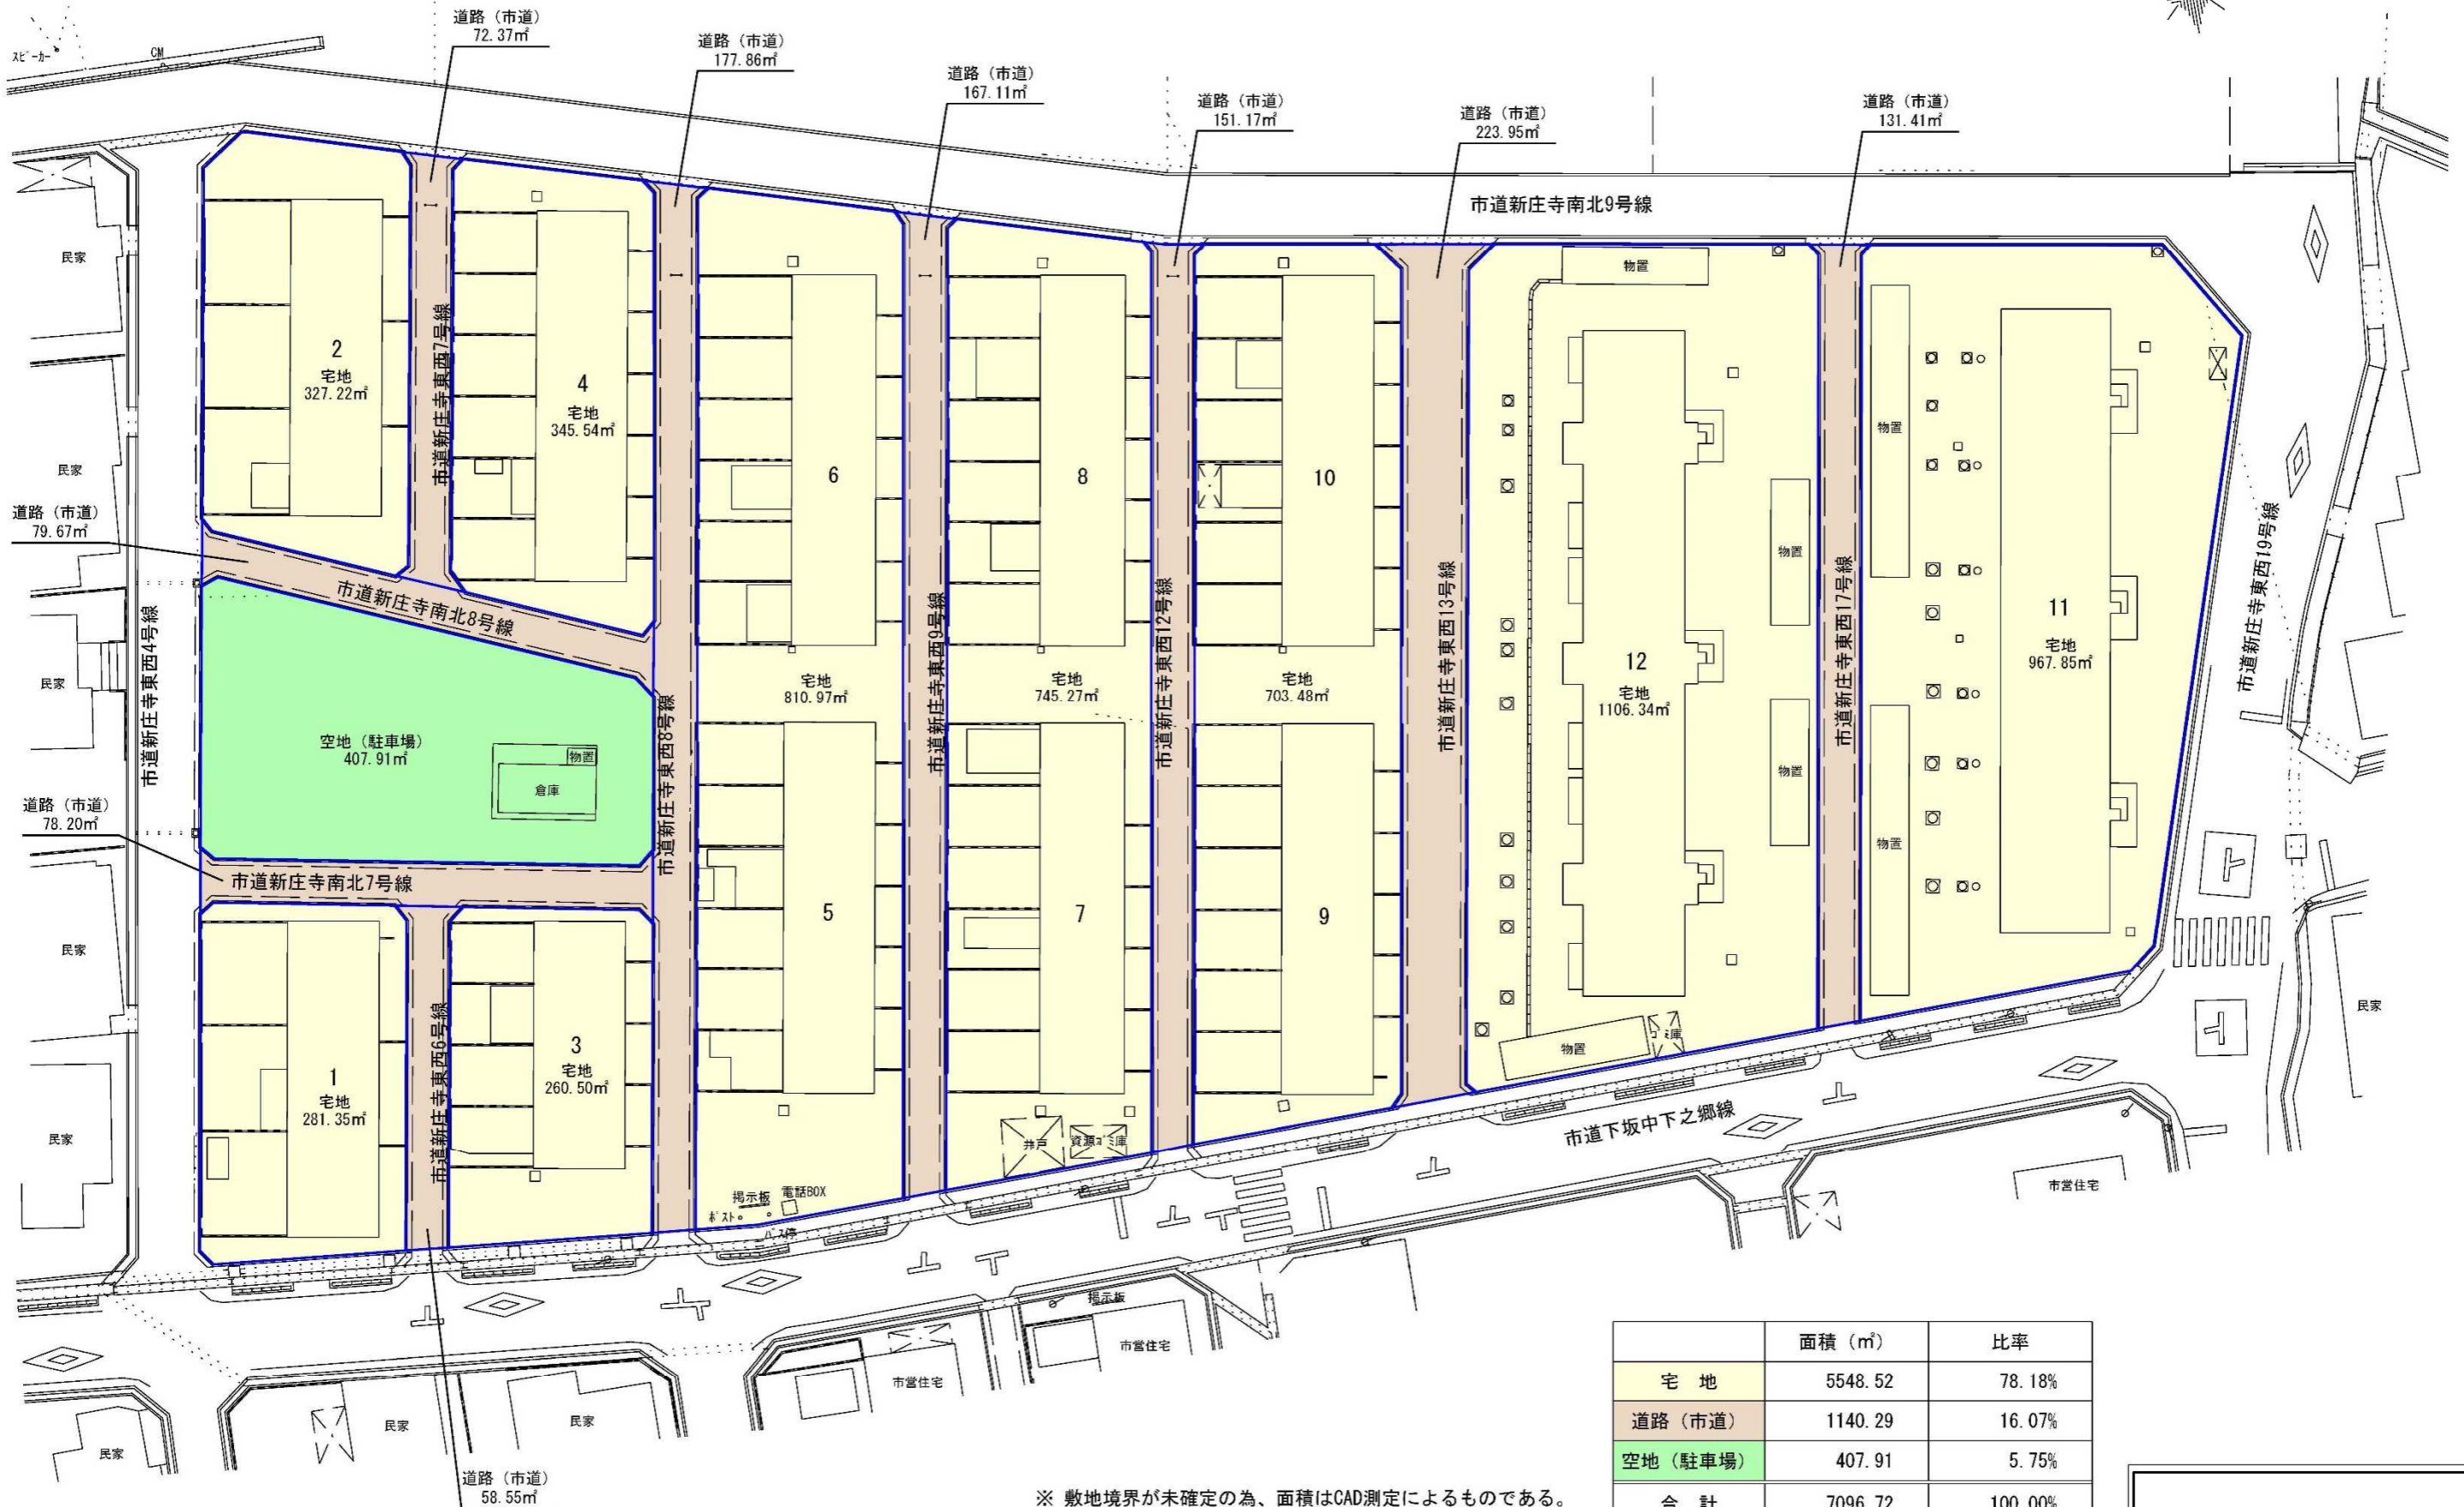 道路（市道）
72.37㎡
道路（市道）
177.86㎡
道路（市道）
167.11㎡
道路（市道）
151.17㎡
道路（市道）
223.95㎡
道路（市道）
131.41㎡
スピーカー
CM
市道新庄寺南北9号線
民家
民家
民家
民家
民家
道路（市道）
79.67㎡
道路（市道）
78.20㎡
市道新庄寺東西4号線
2
宅地
327.22㎡
市道新庄寺東西7号線
4
宅地
345.54㎡
市道新庄寺南北8号線
空地（駐車場）
407.91㎡
物置
倉庫
市道新庄寺東西8号線
市道新庄寺南北7号線
1
宅地
281.35㎡
市道新庄寺東西6号線
3
宅地
260.50㎡
6
宅地
810.97㎡
5
掲示板
電話BOX
ポスト
バス停
市道新庄寺東西9号線
8
宅地
745.27㎡
7
井戸
資源ゴミ庫
市道新庄寺東西12号線
10
宅地
703.48㎡
9
市道新庄寺東西13号線
物置
12
宅地
1106.34㎡
物置
物置
物置
市道新庄寺東西17号線
物置
物置
11
宅地
967.85㎡
市道新庄寺東西19号線
民家
市道下坂中下之郷線
市営住宅
掲示板
市営住宅
市営住宅
民家
民家
民家
道路（市道）
58.55㎡
面積（㎡）
比率
宅 地
5548.52
78.18%
道路（市道）
1140.29
16.07%
空地（駐車場）
407.91
5.75%
合 計
7096.72
100.00%
※ 敷地境界が未確定の為、面積はCAD測定によるものである。